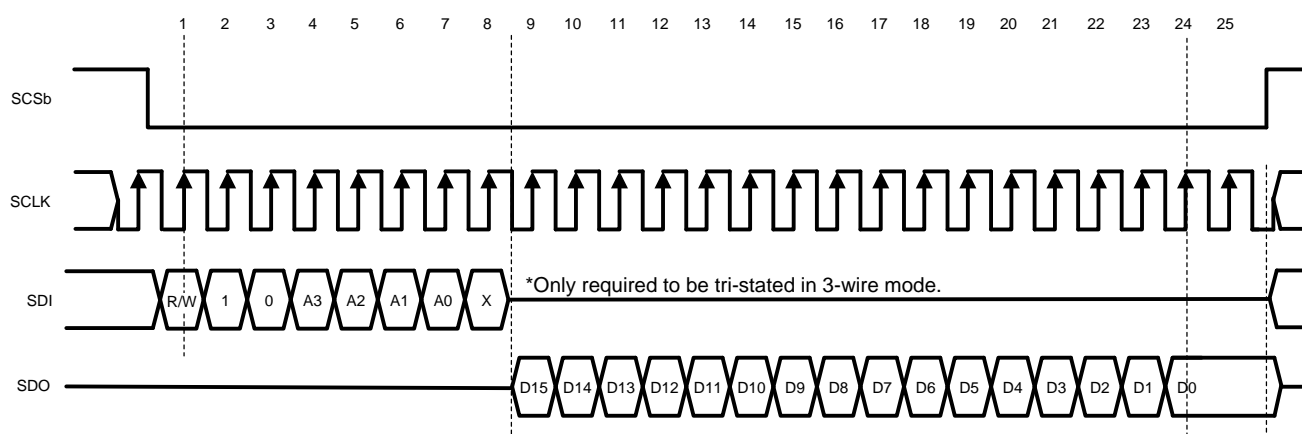 1 2 3 4 5 6 7 8 9 10 11 12 13 14 15 16 17 18 19 20 21 22 23 24 25
SCSb
SCLK
SDI R/W 1 0 A3 A2 A1 A0 X *Only required to be tri-stated in 3-wire mode.
SDO D15 D14 D13 D12 D11 D10 D9 D8 D7 D6 D5 D4 D3 D2 D1 D0